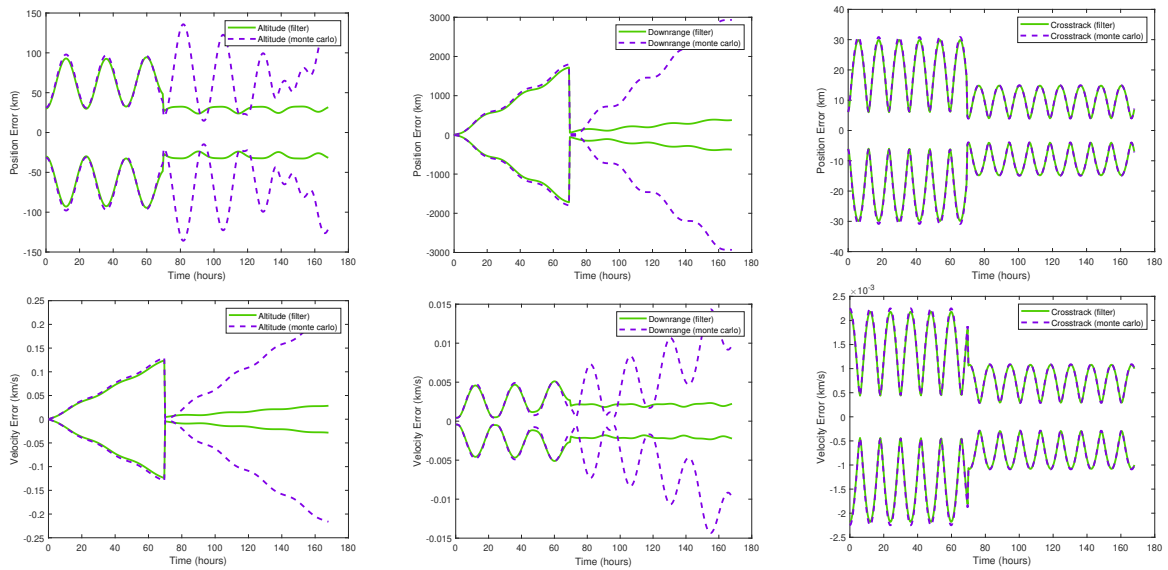 150
100
50
0
-50
-100
-150
Position Error (km)
0 20 40 60 80 100 120 140 160 180
Time (hours)
Altitude (filter)
Altitude (monte carlo)
3000
2000
1000
0
-1000
-2000
-3000
Position Error (km)
0 20 40 60 80 100 120 140 160 180
Time (hours)
Downrange (filter)
Downrange (monte carlo)
40
30
20
10
0
-10
-20
-30
-40
Position Error (km)
0 20 40 60 80 100 120 140 160 180
Time (hours)
Crosstrack (filter)
Crosstrack (monte carlo)
0.25
0.2
0.15
0.1
0.05
0
-0.05
-0.1
-0.15
-0.2
-0.25
Velocity Error (km/s)
0 20 40 60 80 100 120 140 160 180
Time (hours)
Altitude (filter)
Altitude (monte carlo)
0.015
0.01
0.005
0
-0.005
-0.01
-0.015
Velocity Error (km/s)
0 20 40 60 80 100 120 140 160 180
Time (hours)
Downrange (filter)
Downrange (monte carlo)
×10⁻³
2.5
2
1.5
1
0.5
0
-0.5
-1
-1.5
-2
-2.5
Velocity Error (km/s)
0 20 40 60 80 100 120 140 160 180
Time (hours)
Crosstrack (filter)
Crosstrack (monte carlo)